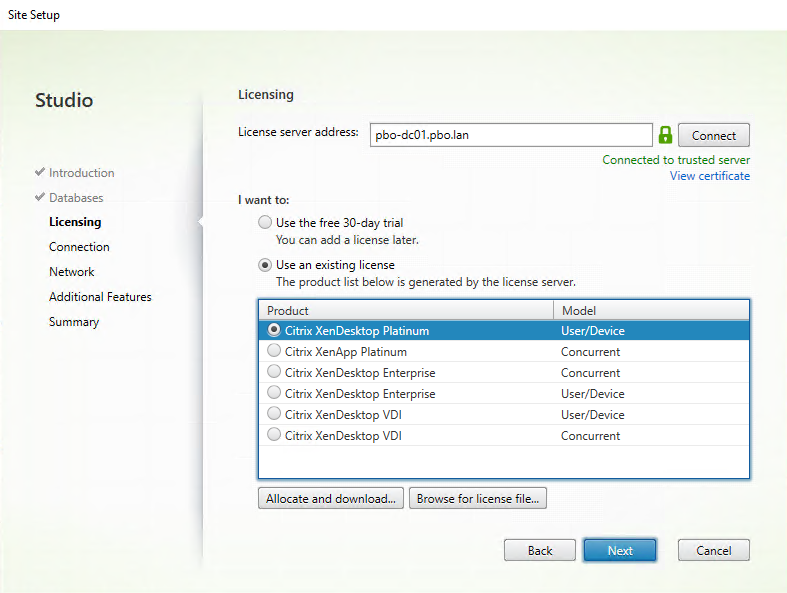 Site Setup
Studio
Introduction
Databases
Licensing
Connection
Network
Additional Features
Summary
Licensing
License server address: pbo-dc01.pbo.lan Connect
Connected to trusted server
View certificate
I want to:
Use the free 30-day trial
You can add a license later.
Use an existing license
The product list below is generated by the license server.
Product Model
Citrix XenDesktop Platinum User/Device
Citrix XenApp Platinum Concurrent
Citrix XenDesktop Enterprise Concurrent
Citrix XenDesktop Enterprise User/Device
Citrix XenDesktop VDI User/Device
Citrix XenDesktop VDI Concurrent
Allocate and download... Browse for license file...
Back Next Cancel